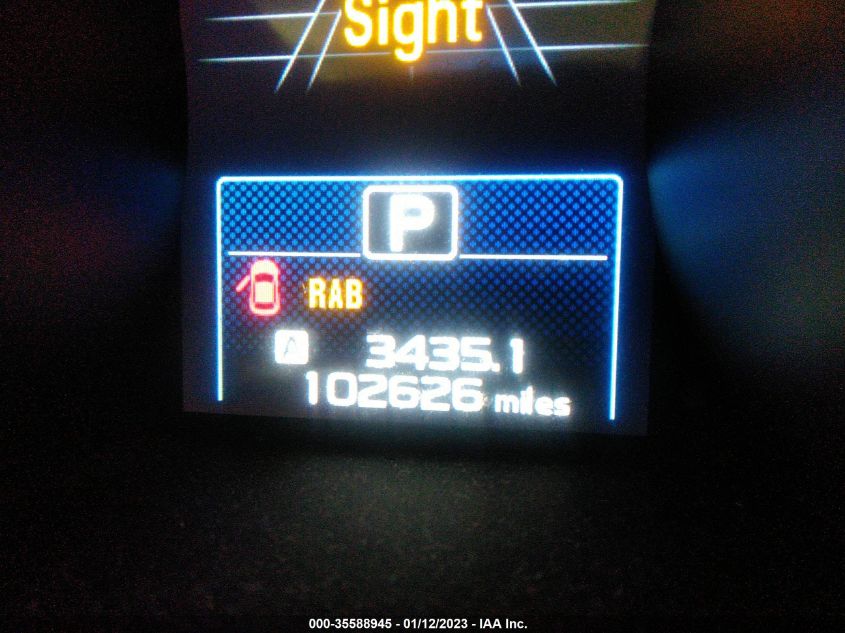 Sight
P
RAB
A 3435.1
102626 miles
000-35588945 - 01/12/2023 - IAA Inc.